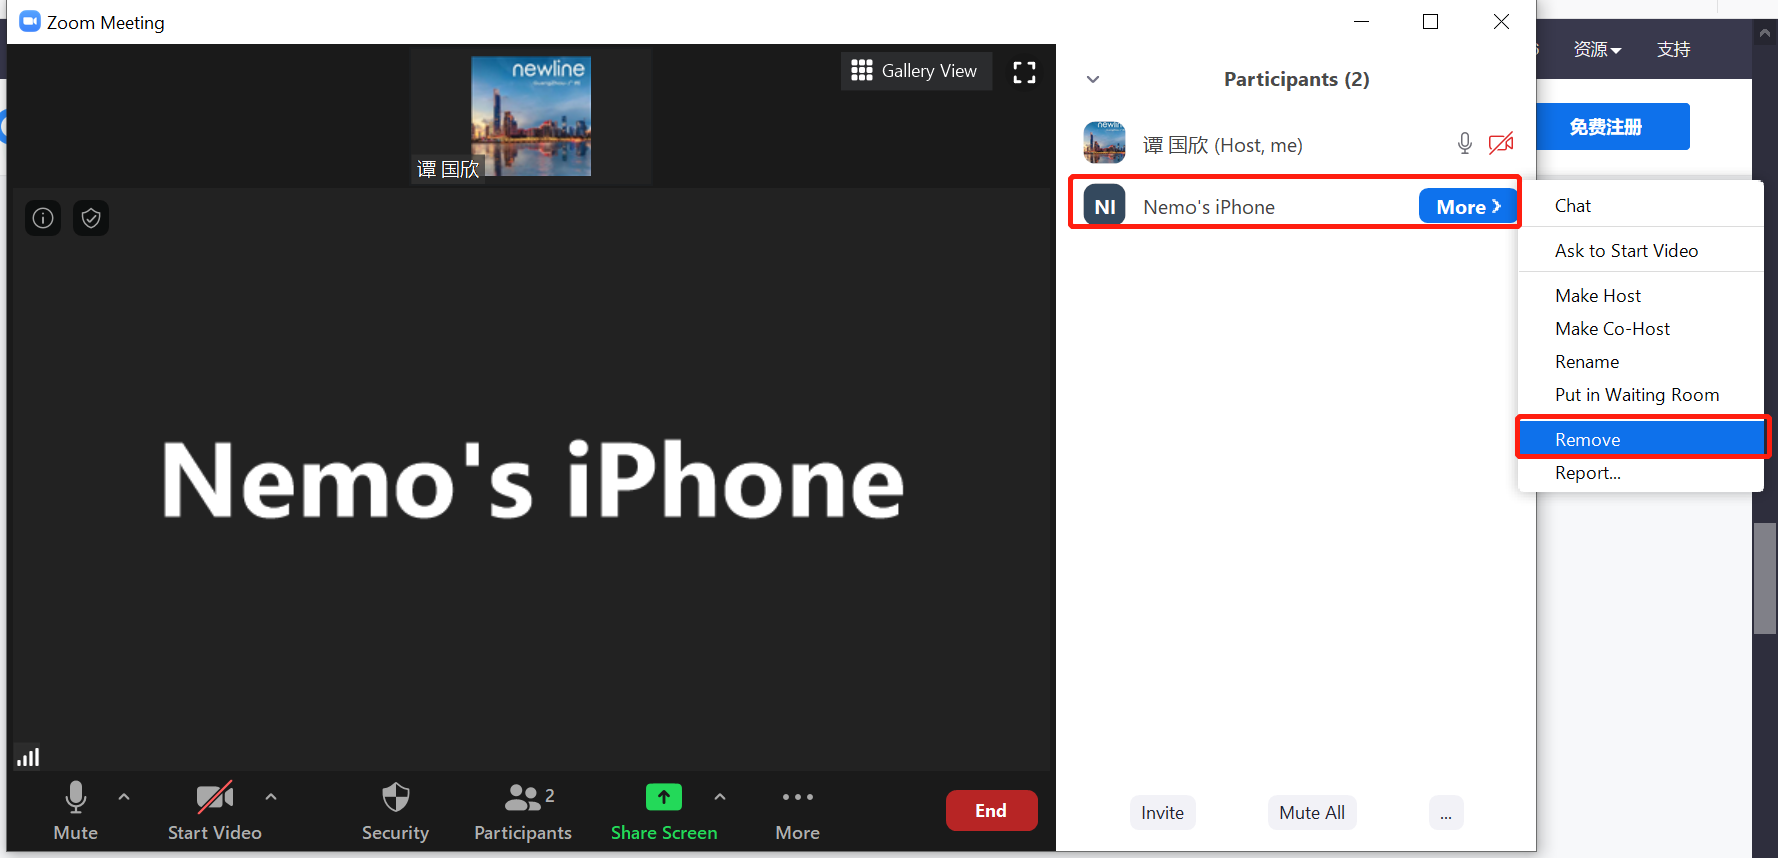 Zoom Meeting
资源
支持
免费注册
newline
谭 国欣
Gallery View
Nemo's iPhone
Participants (2)
谭 国欣 (Host, me)
NI
Nemo's iPhone
More
Chat
Ask to Start Video
Make Host
Make Co-Host
Rename
Put in Waiting Room
Remove
Report...
Mute
Start Video
Security
2
Participants
Share Screen
More
End
Invite
Mute All
...